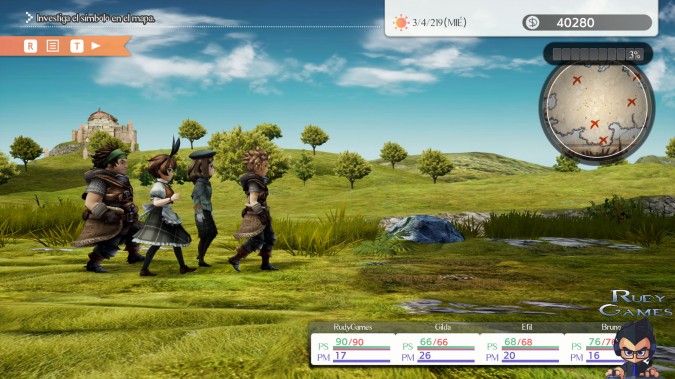 Investiga el símbolo en el mapa.
3/4/219(MIÉ)
40280
R T
3%
RUDY
GAMES
RudyGames Gilda Efil Brun
PS 90/90 PS 66/66 PS 68/68 PS 76/76
PM 17 PM 26 PM 20 PM 16